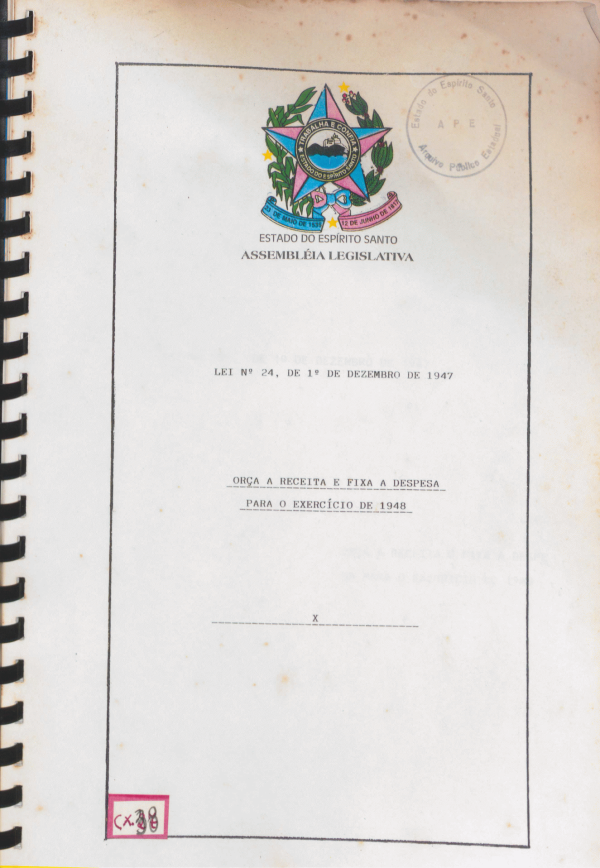 Estado do Espírito Santo
A P E
Arquivo Público Estadual
TRABALHA E CONFIA
ESTADO DO ESPÍRITO SANTO
23 DE MAIO DE 1535
12 DE JUNHO DE 1817
ESTADO DO ESPÍRITO SANTO
ASSEMBLÉIA LEGISLATIVA
LEI Nº 24, DE 1º DE DEZEMBRO DE 1947
ORÇA A RECEITA E FIXA A DESPESA
PARA O EXERCÍCIO DE 1948
X
CX.